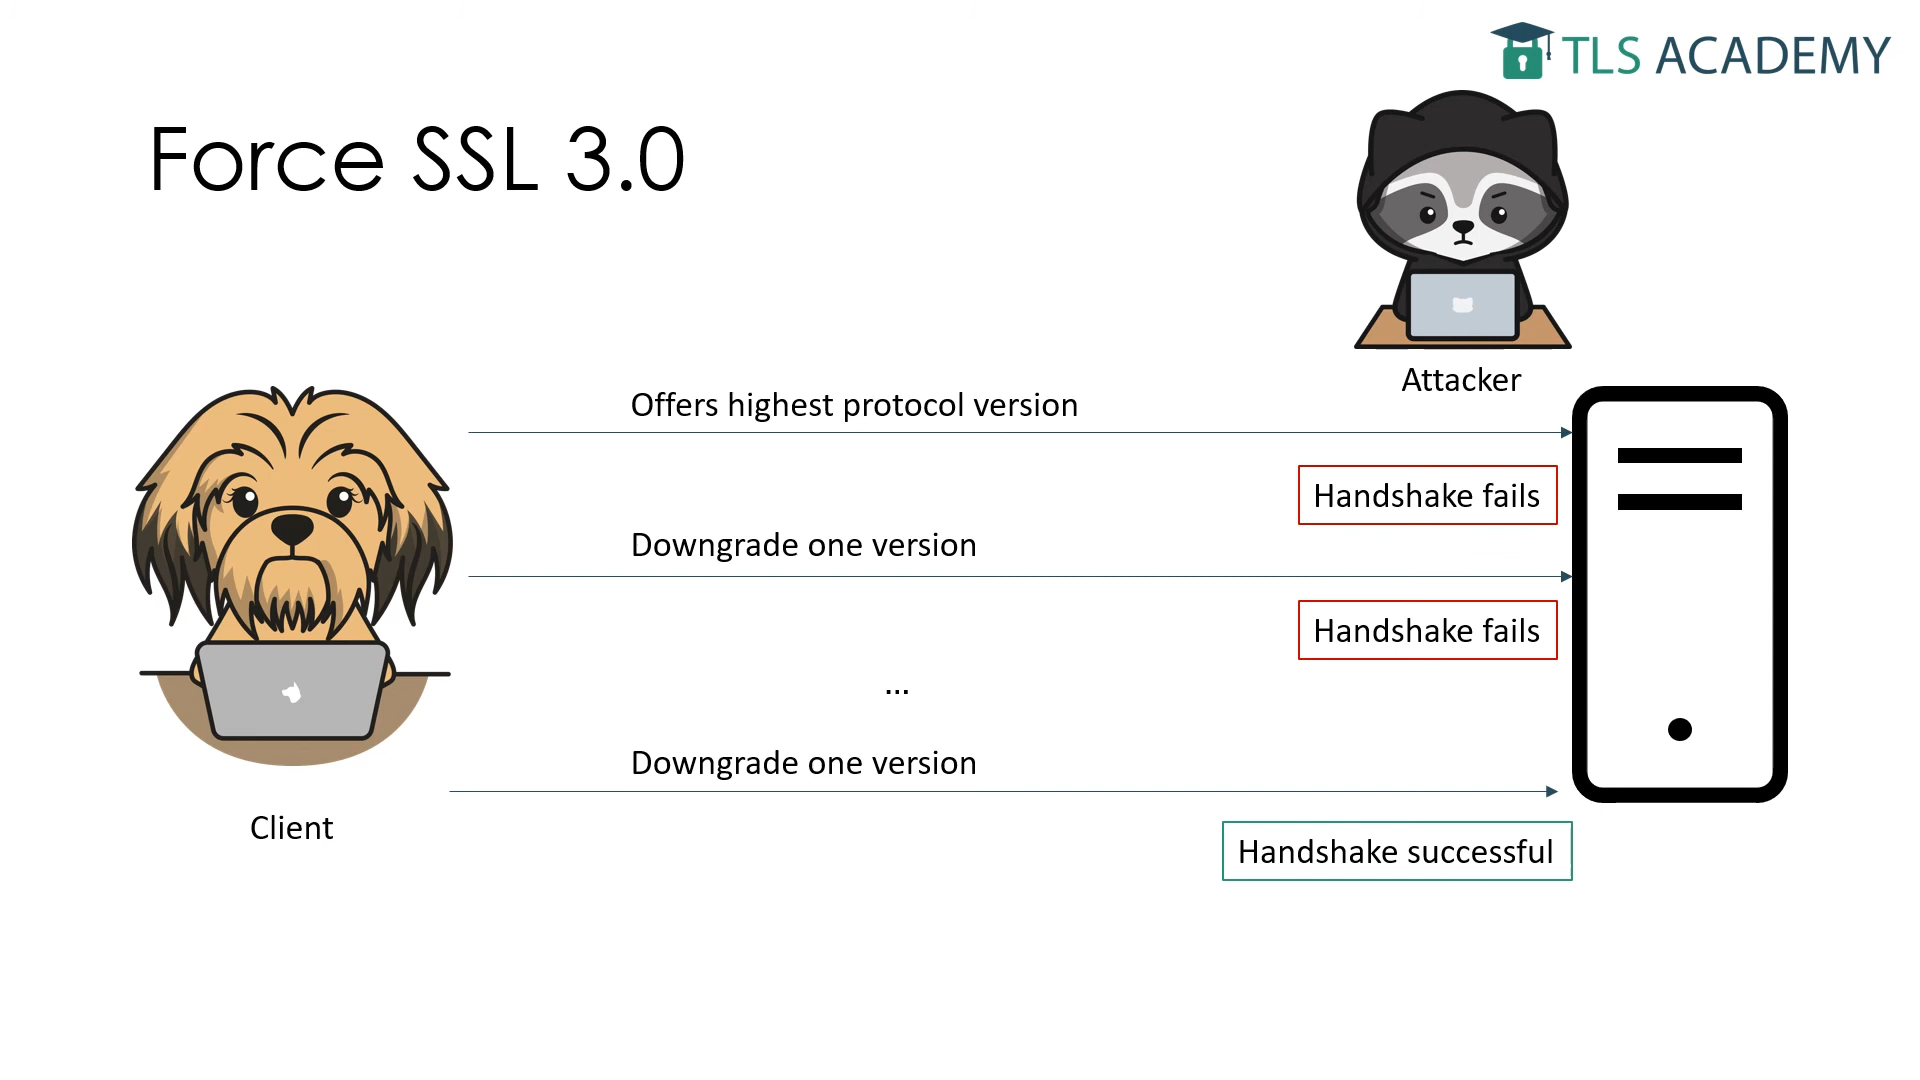 TLS ACADEMY
Force SSL 3.0
Attacker
Offers highest protocol version
Handshake fails
Downgrade one version
Handshake fails
...
Downgrade one version
Client
Handshake successful